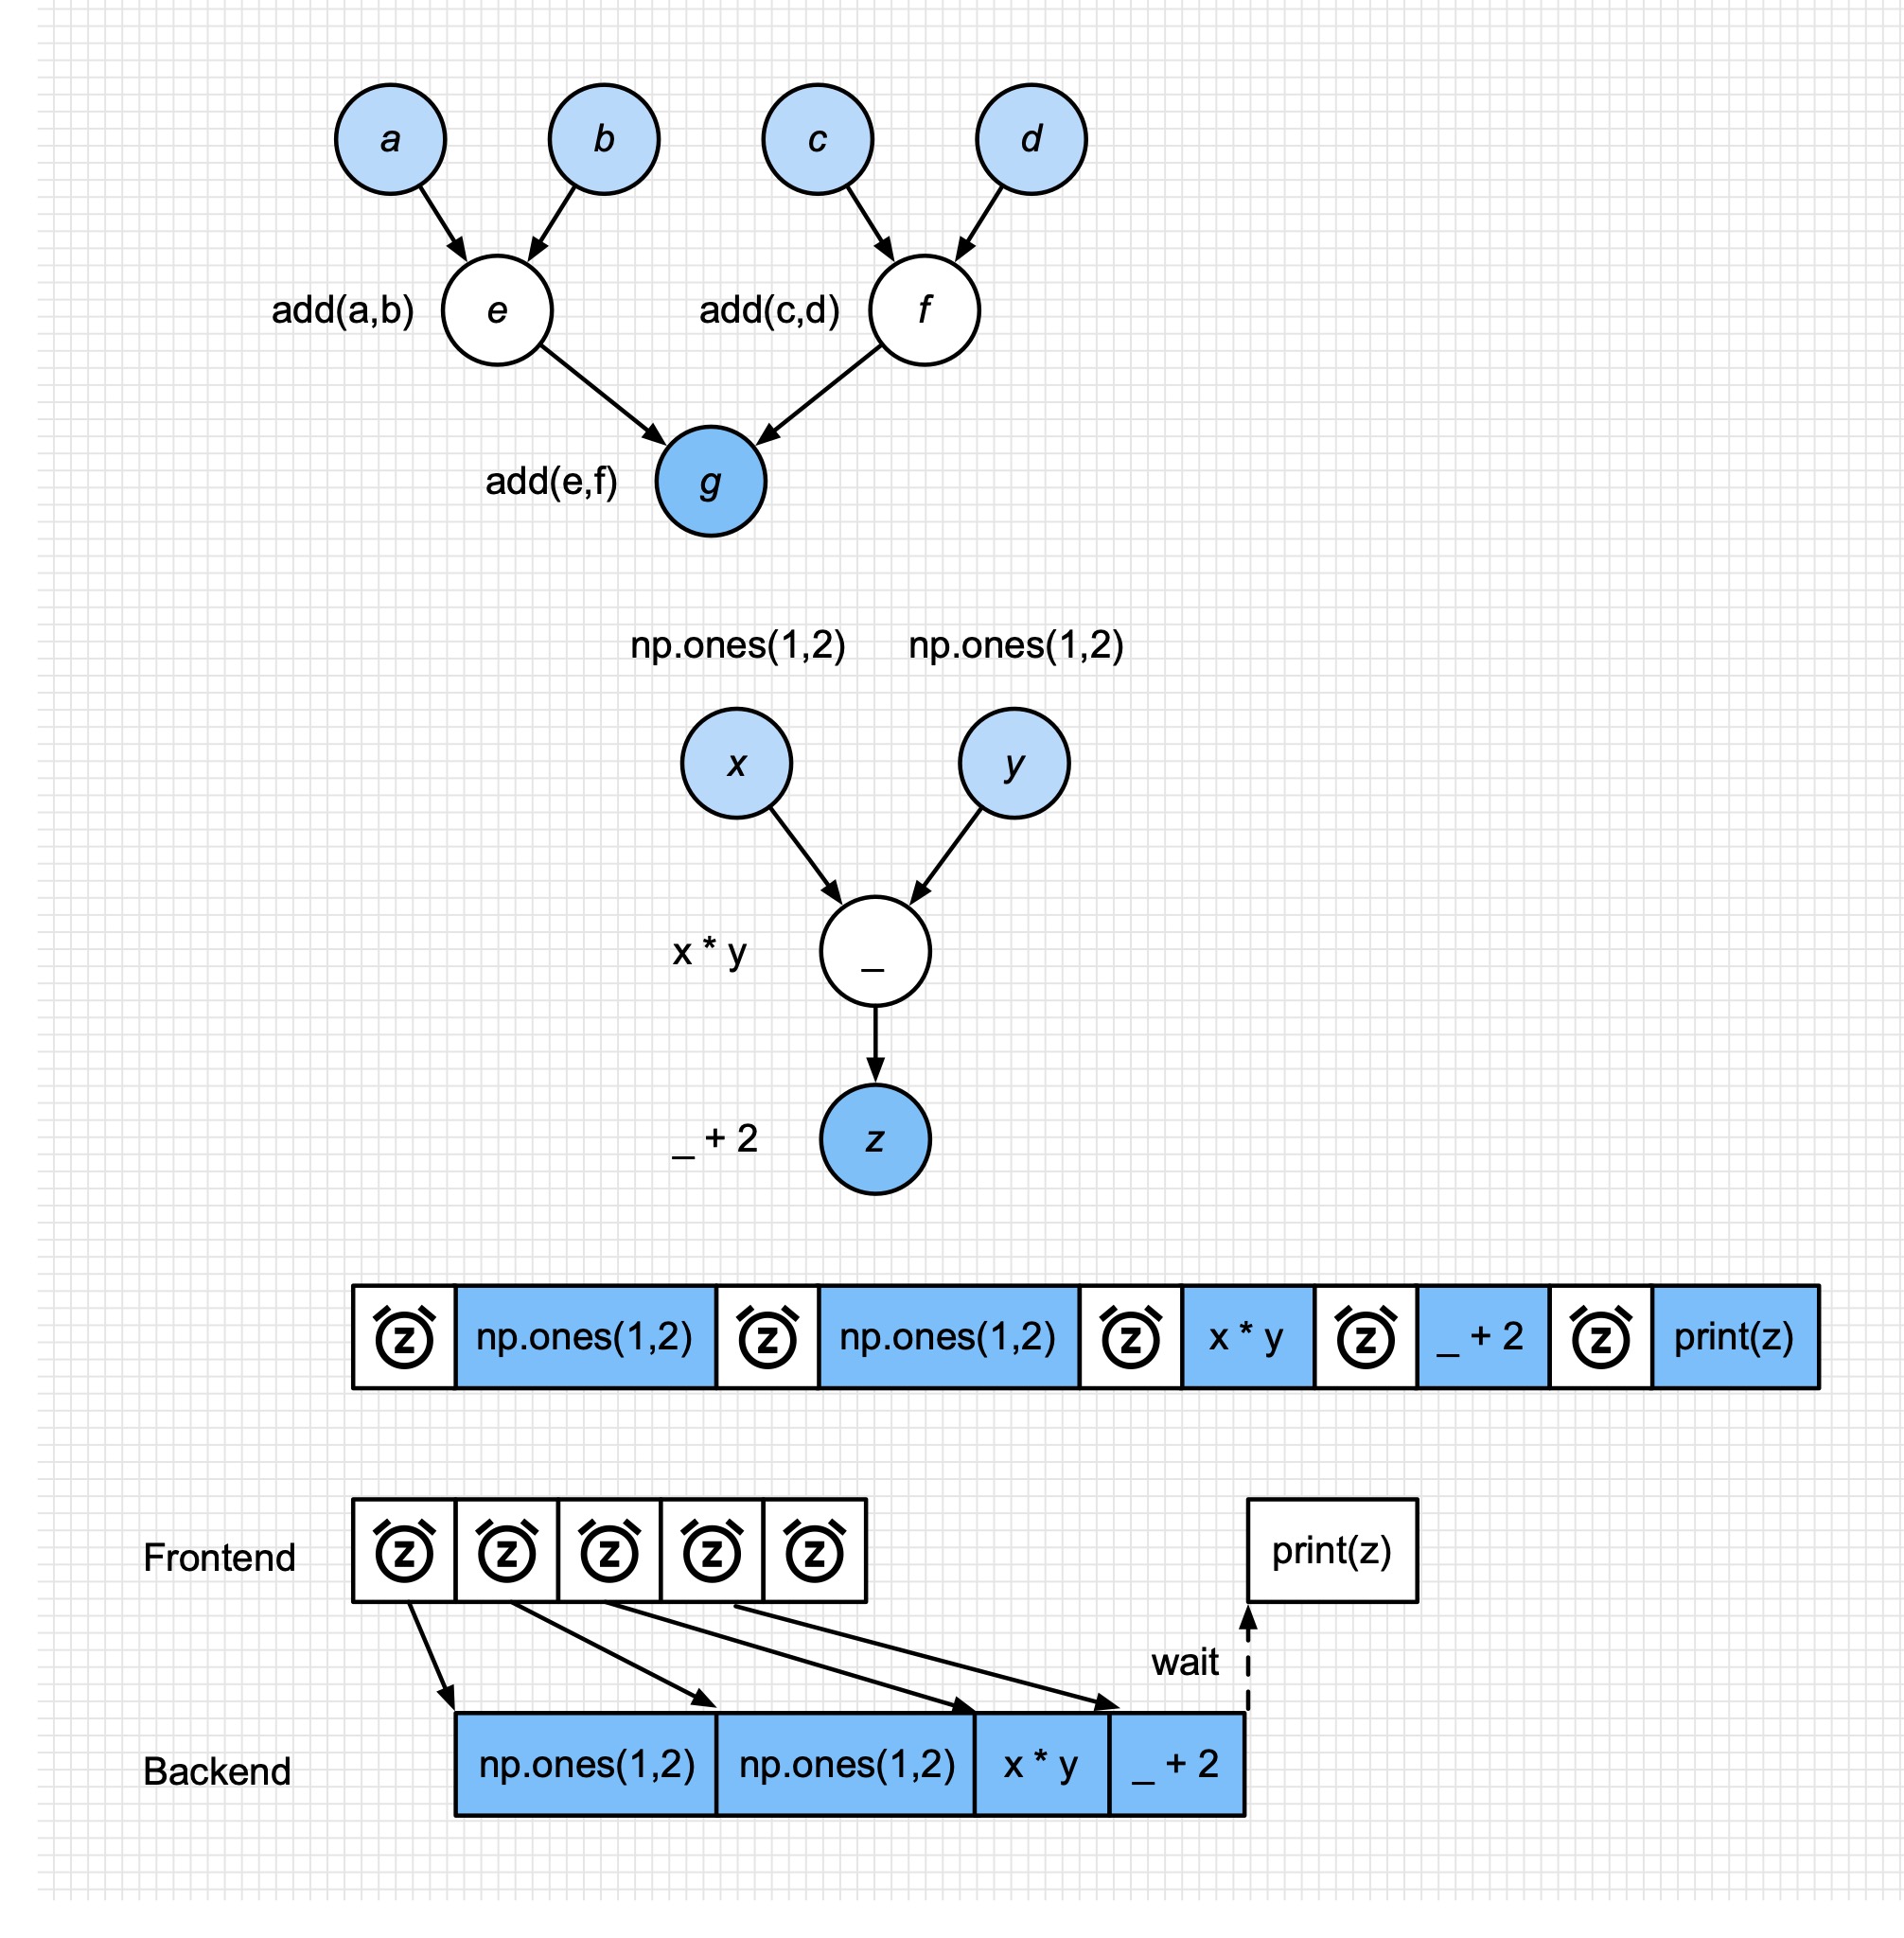 a b c d
add(a,b) e add(c,d) f
add(e,f) g
np.ones(1,2) np.ones(1,2)
x y
x * y _
_ + 2 z
z np.ones(1,2) z np.ones(1,2) z x * y z _ + 2 z print(z)
Frontend z z z z z print(z)
wait
Backend np.ones(1,2) np.ones(1,2) x * y _ + 2